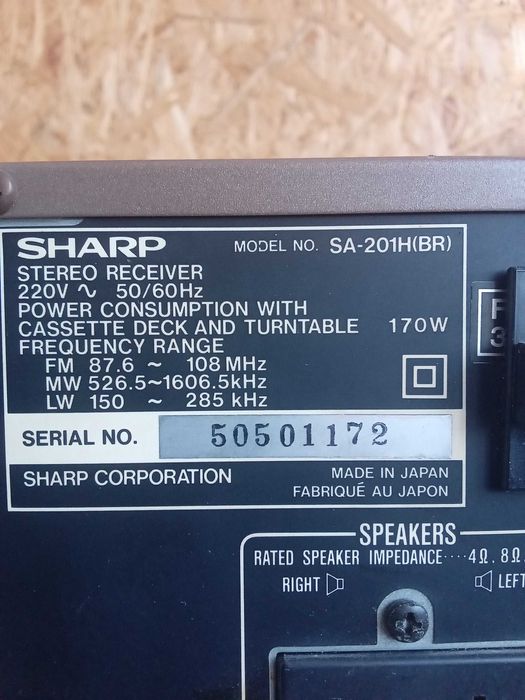 SHARP MODEL NO. SA-201H(BR)
STEREO RECEIVER
220V ∿ 50/60Hz
POWER CONSUMPTION WITH
CASSETTE DECK AND TURNTABLE 170W
FREQUENCY RANGE
FM 87.6 ~ 108 MHz
MW 526.5~1606.5kHz
LW 150 ~ 285 kHz
SERIAL NO. 50501172
SHARP CORPORATION
MADE IN JAPAN
FABRIQUÉ AU JAPON
SPEAKERS
RATED SPEAKER IMPEDANCE····4Ω, 8Ω
RIGHT LEFT